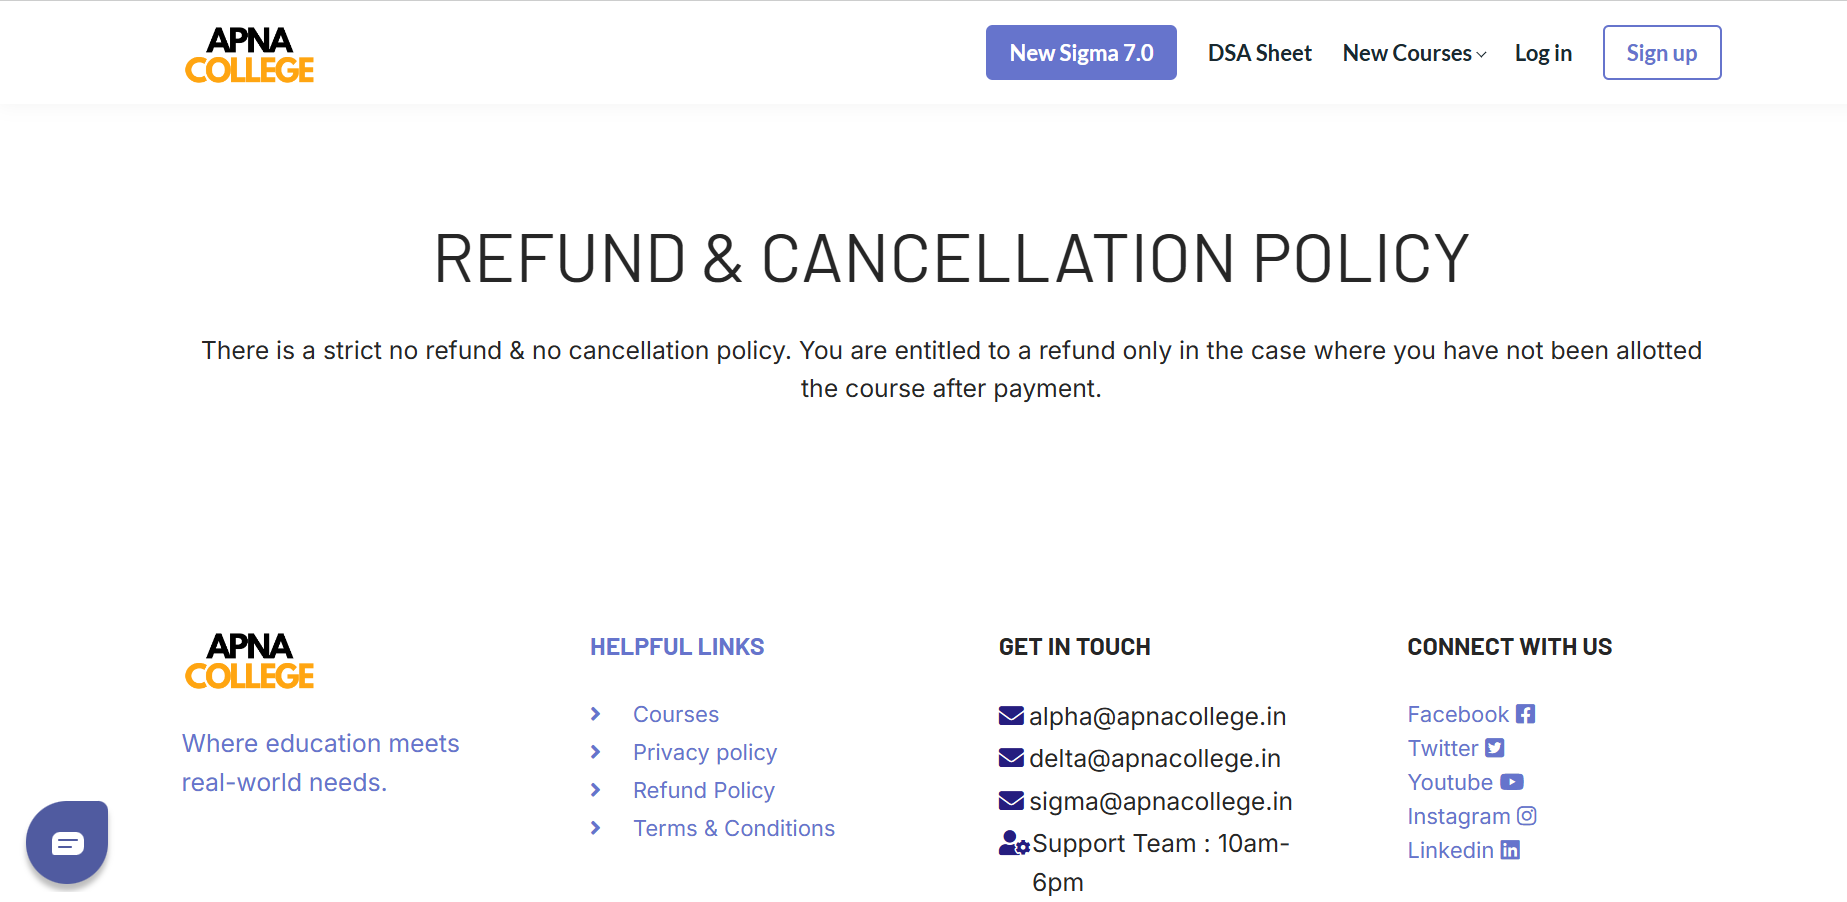 APNA
COLLEGE
New Sigma 7.0
DSA Sheet
New Courses
Log in
Sign up
REFUND & CANCELLATION POLICY
There is a strict no refund & no cancellation policy. You are entitled to a refund only in the case where you have not been allotted
the course after payment.
APNA
COLLEGE
Where education meets
real-world needs.
HELPFUL LINKS
Courses
Privacy policy
Refund Policy
Terms & Conditions
GET IN TOUCH
alpha@apnacollege.in
delta@apnacollege.in
sigma@apnacollege.in
Support Team : 10am-
6pm
CONNECT WITH US
Facebook
Twitter
Youtube
Instagram
Linkedin